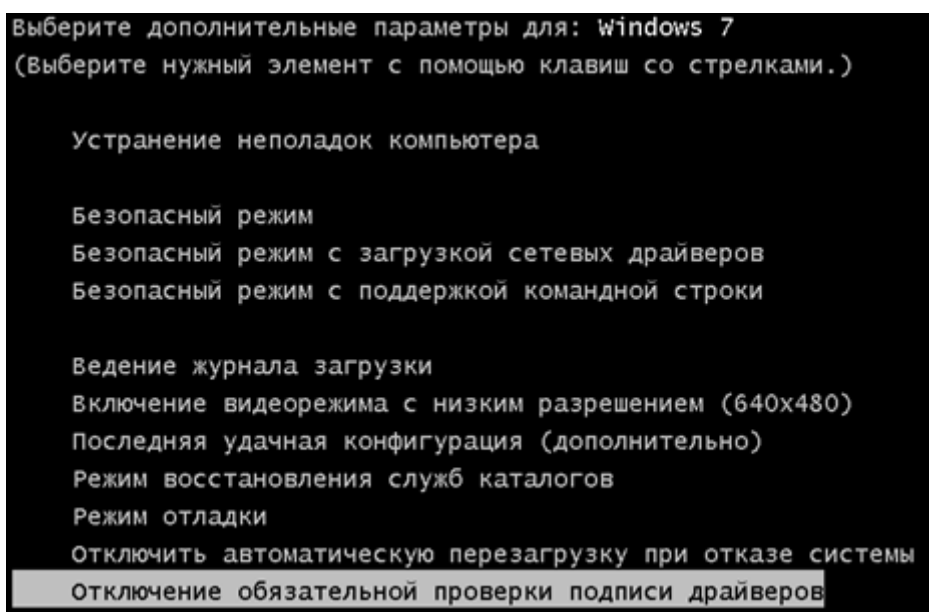 Выберите дополнительные параметры для: Windows 7
(Выберите нужный элемент с помощью клавиш со стрелками.)
Устранение неполадок компьютера
Безопасный режим
Безопасный режим с загрузкой сетевых драйверов
Безопасный режим с поддержкой командной строки
Ведение журнала загрузки
Включение видеорежима с низким разрешением (640x480)
Последняя удачная конфигурация (дополнительно)
Режим восстановления служб каталогов
Режим отладки
Отключить автоматическую перезагрузку при отказе системы
Отключение обязательной проверки подписи драйверов